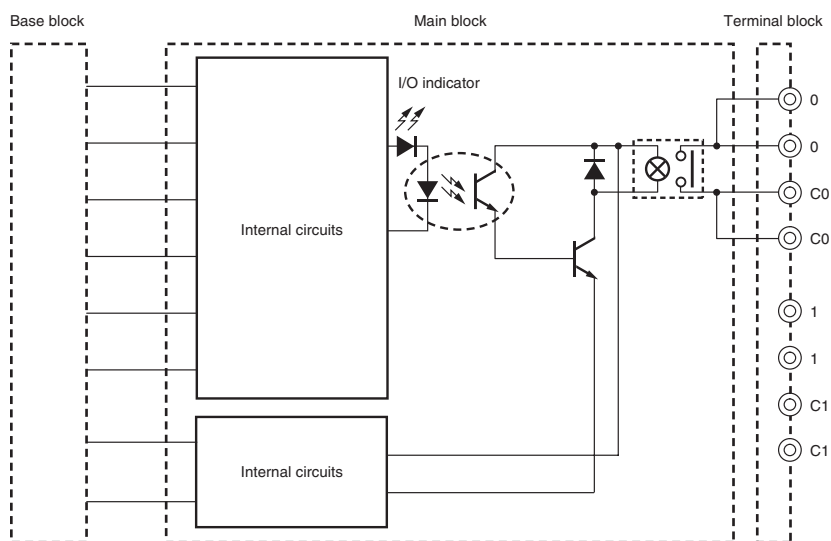 Base block
Main block
Terminal block
I/O indicator
0
0
C0
C0
Internal circuits
1
1
C1
C1
Internal circuits